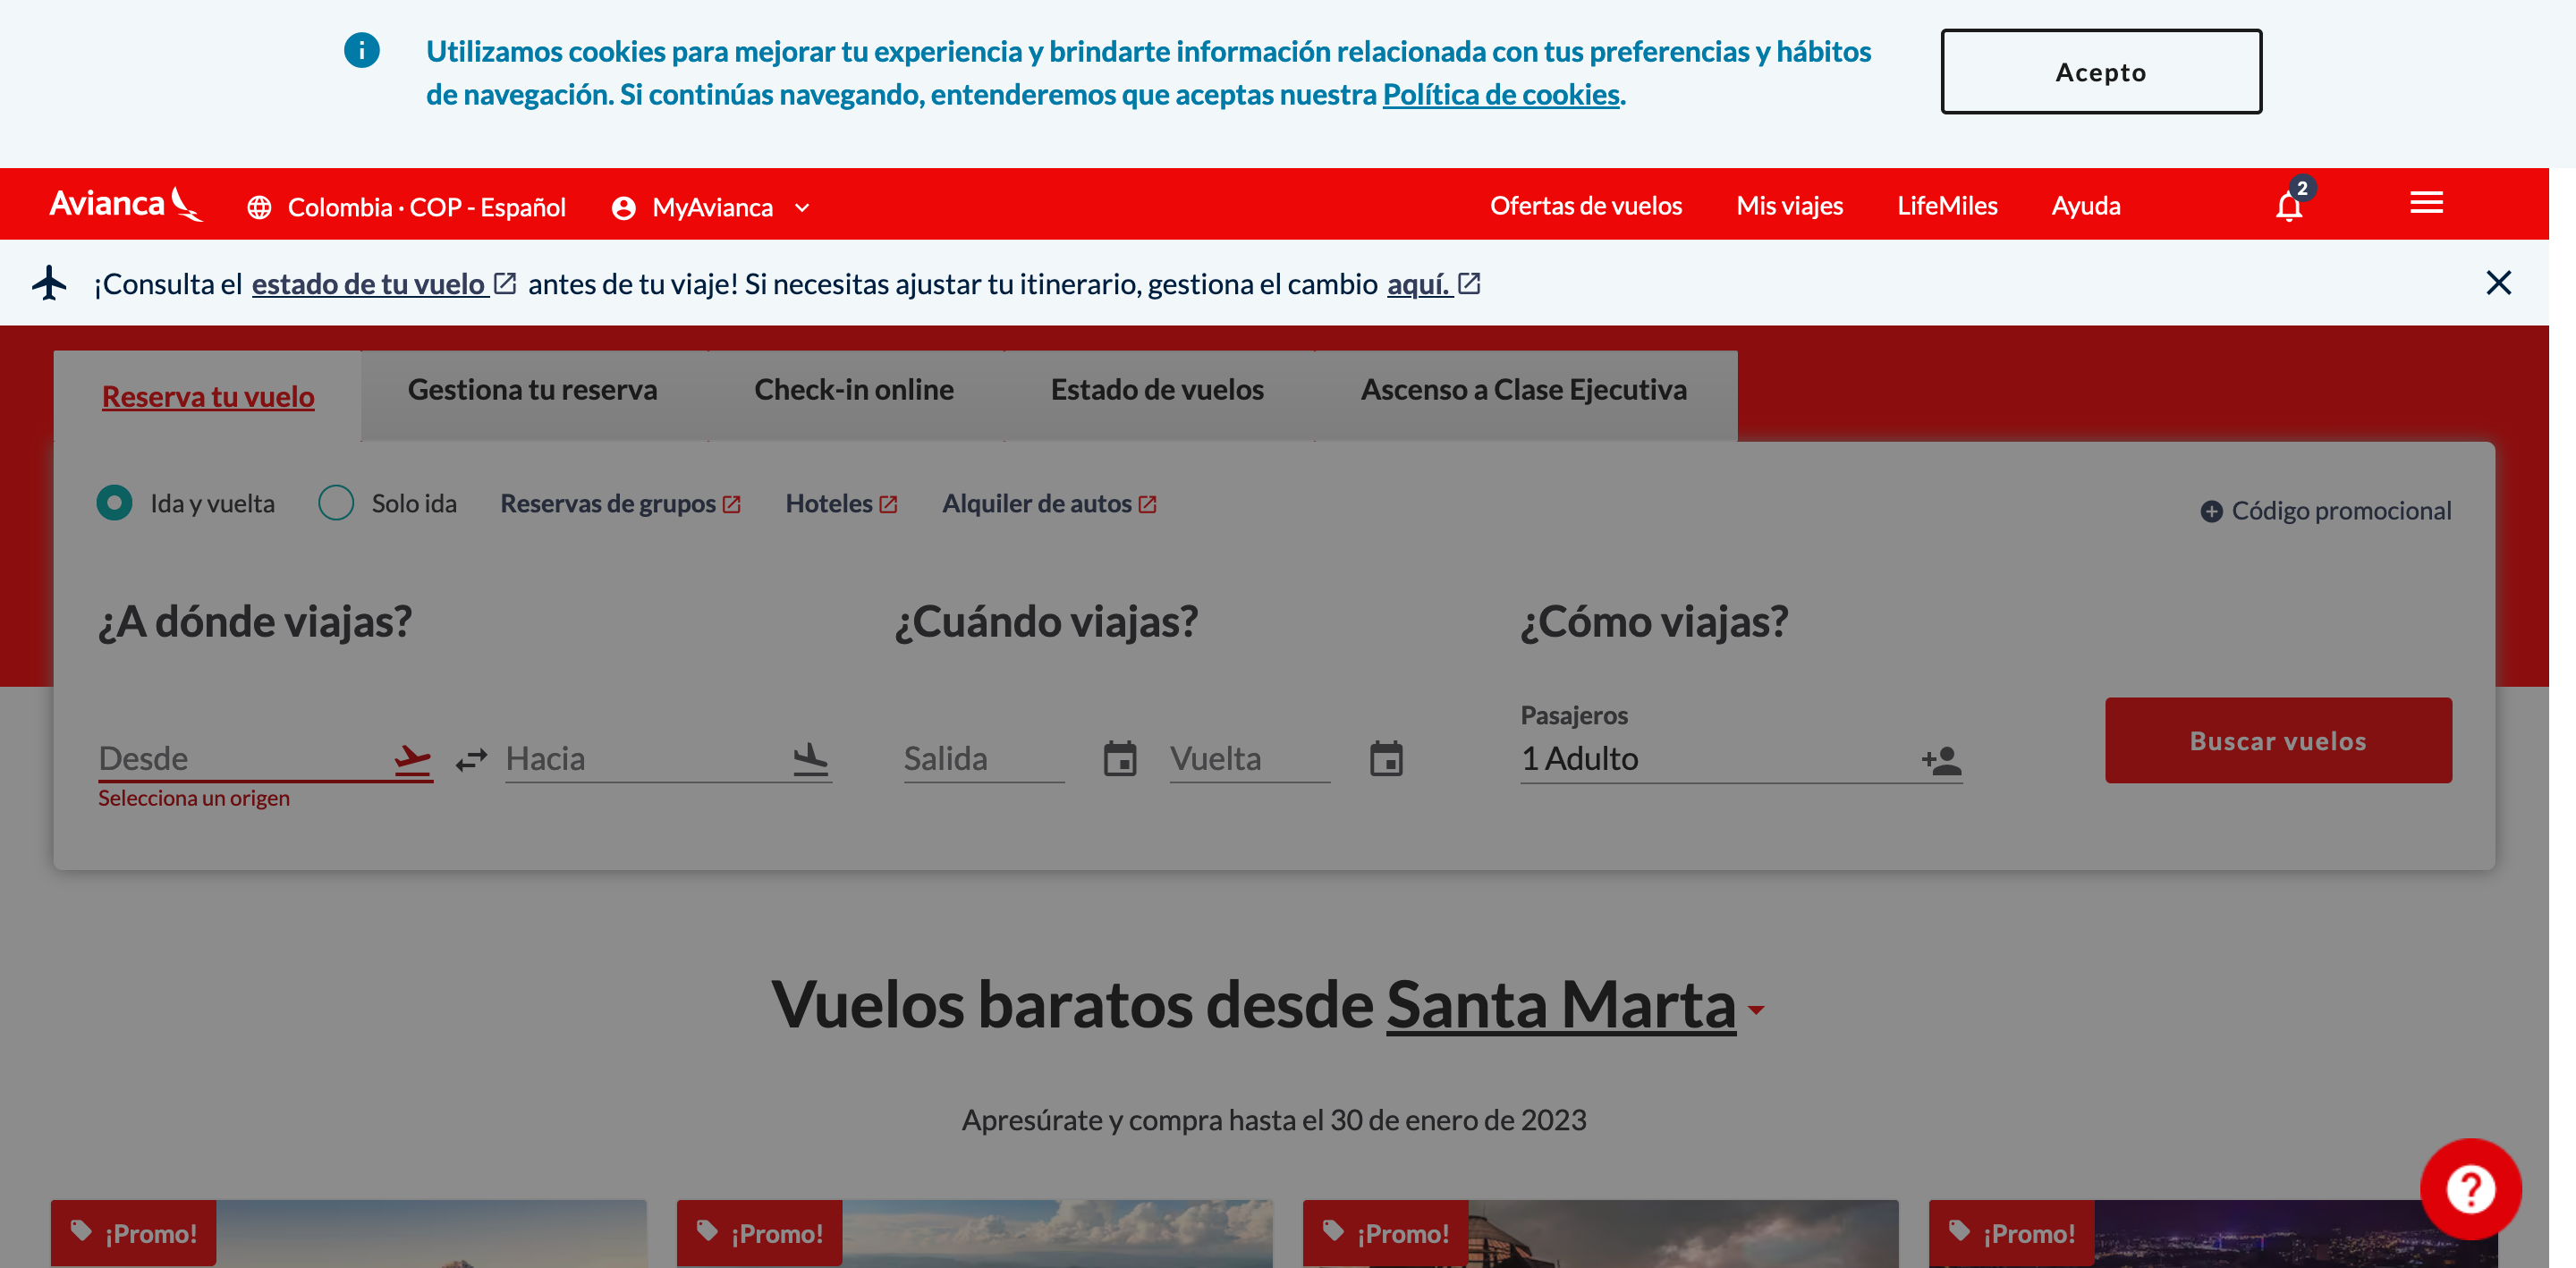 Utilizamos cookies para mejorar tu experiencia y brindarte información relacionada con tus preferencias y hábitos
de navegación. Si continúas navegando, entenderemos que aceptas nuestra Política de cookies.
Acepto
Avianca
Colombia · COP - Español
MyAvianca
Ofertas de vuelos
Mis viajes
LifeMiles
Ayuda
2
¡Consulta el estado de tu vuelo antes de tu viaje! Si necesitas ajustar tu itinerario, gestiona el cambio aquí.
Reserva tu vuelo
Gestiona tu reserva
Check-in online
Estado de vuelos
Ascenso a Clase Ejecutiva
Ida y vuelta
Solo ida
Reservas de grupos
Hoteles
Alquiler de autos
Código promocional
¿A dónde viajas?
¿Cuándo viajas?
¿Cómo viajas?
Pasajeros
Desde
Hacia
Salida
Vuelta
1 Adulto
Buscar vuelos
Selecciona un origen
Vuelos baratos desde Santa Marta
Apresúrate y compra hasta el 30 de enero de 2023
¡Promo!
¡Promo!
¡Promo!
¡Promo!